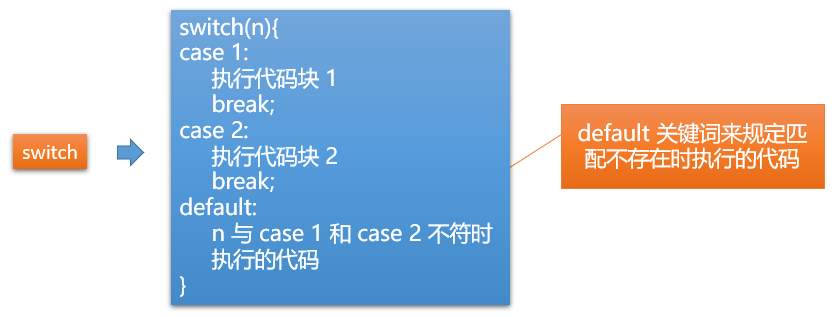 switch
switch(n){
case 1:
执行代码块 1
break;
case 2:
执行代码块 2
break;
default:
n 与 case 1 和 case 2 不符时
执行的代码
}
default 关键词来规定匹
配不存在时执行的代码